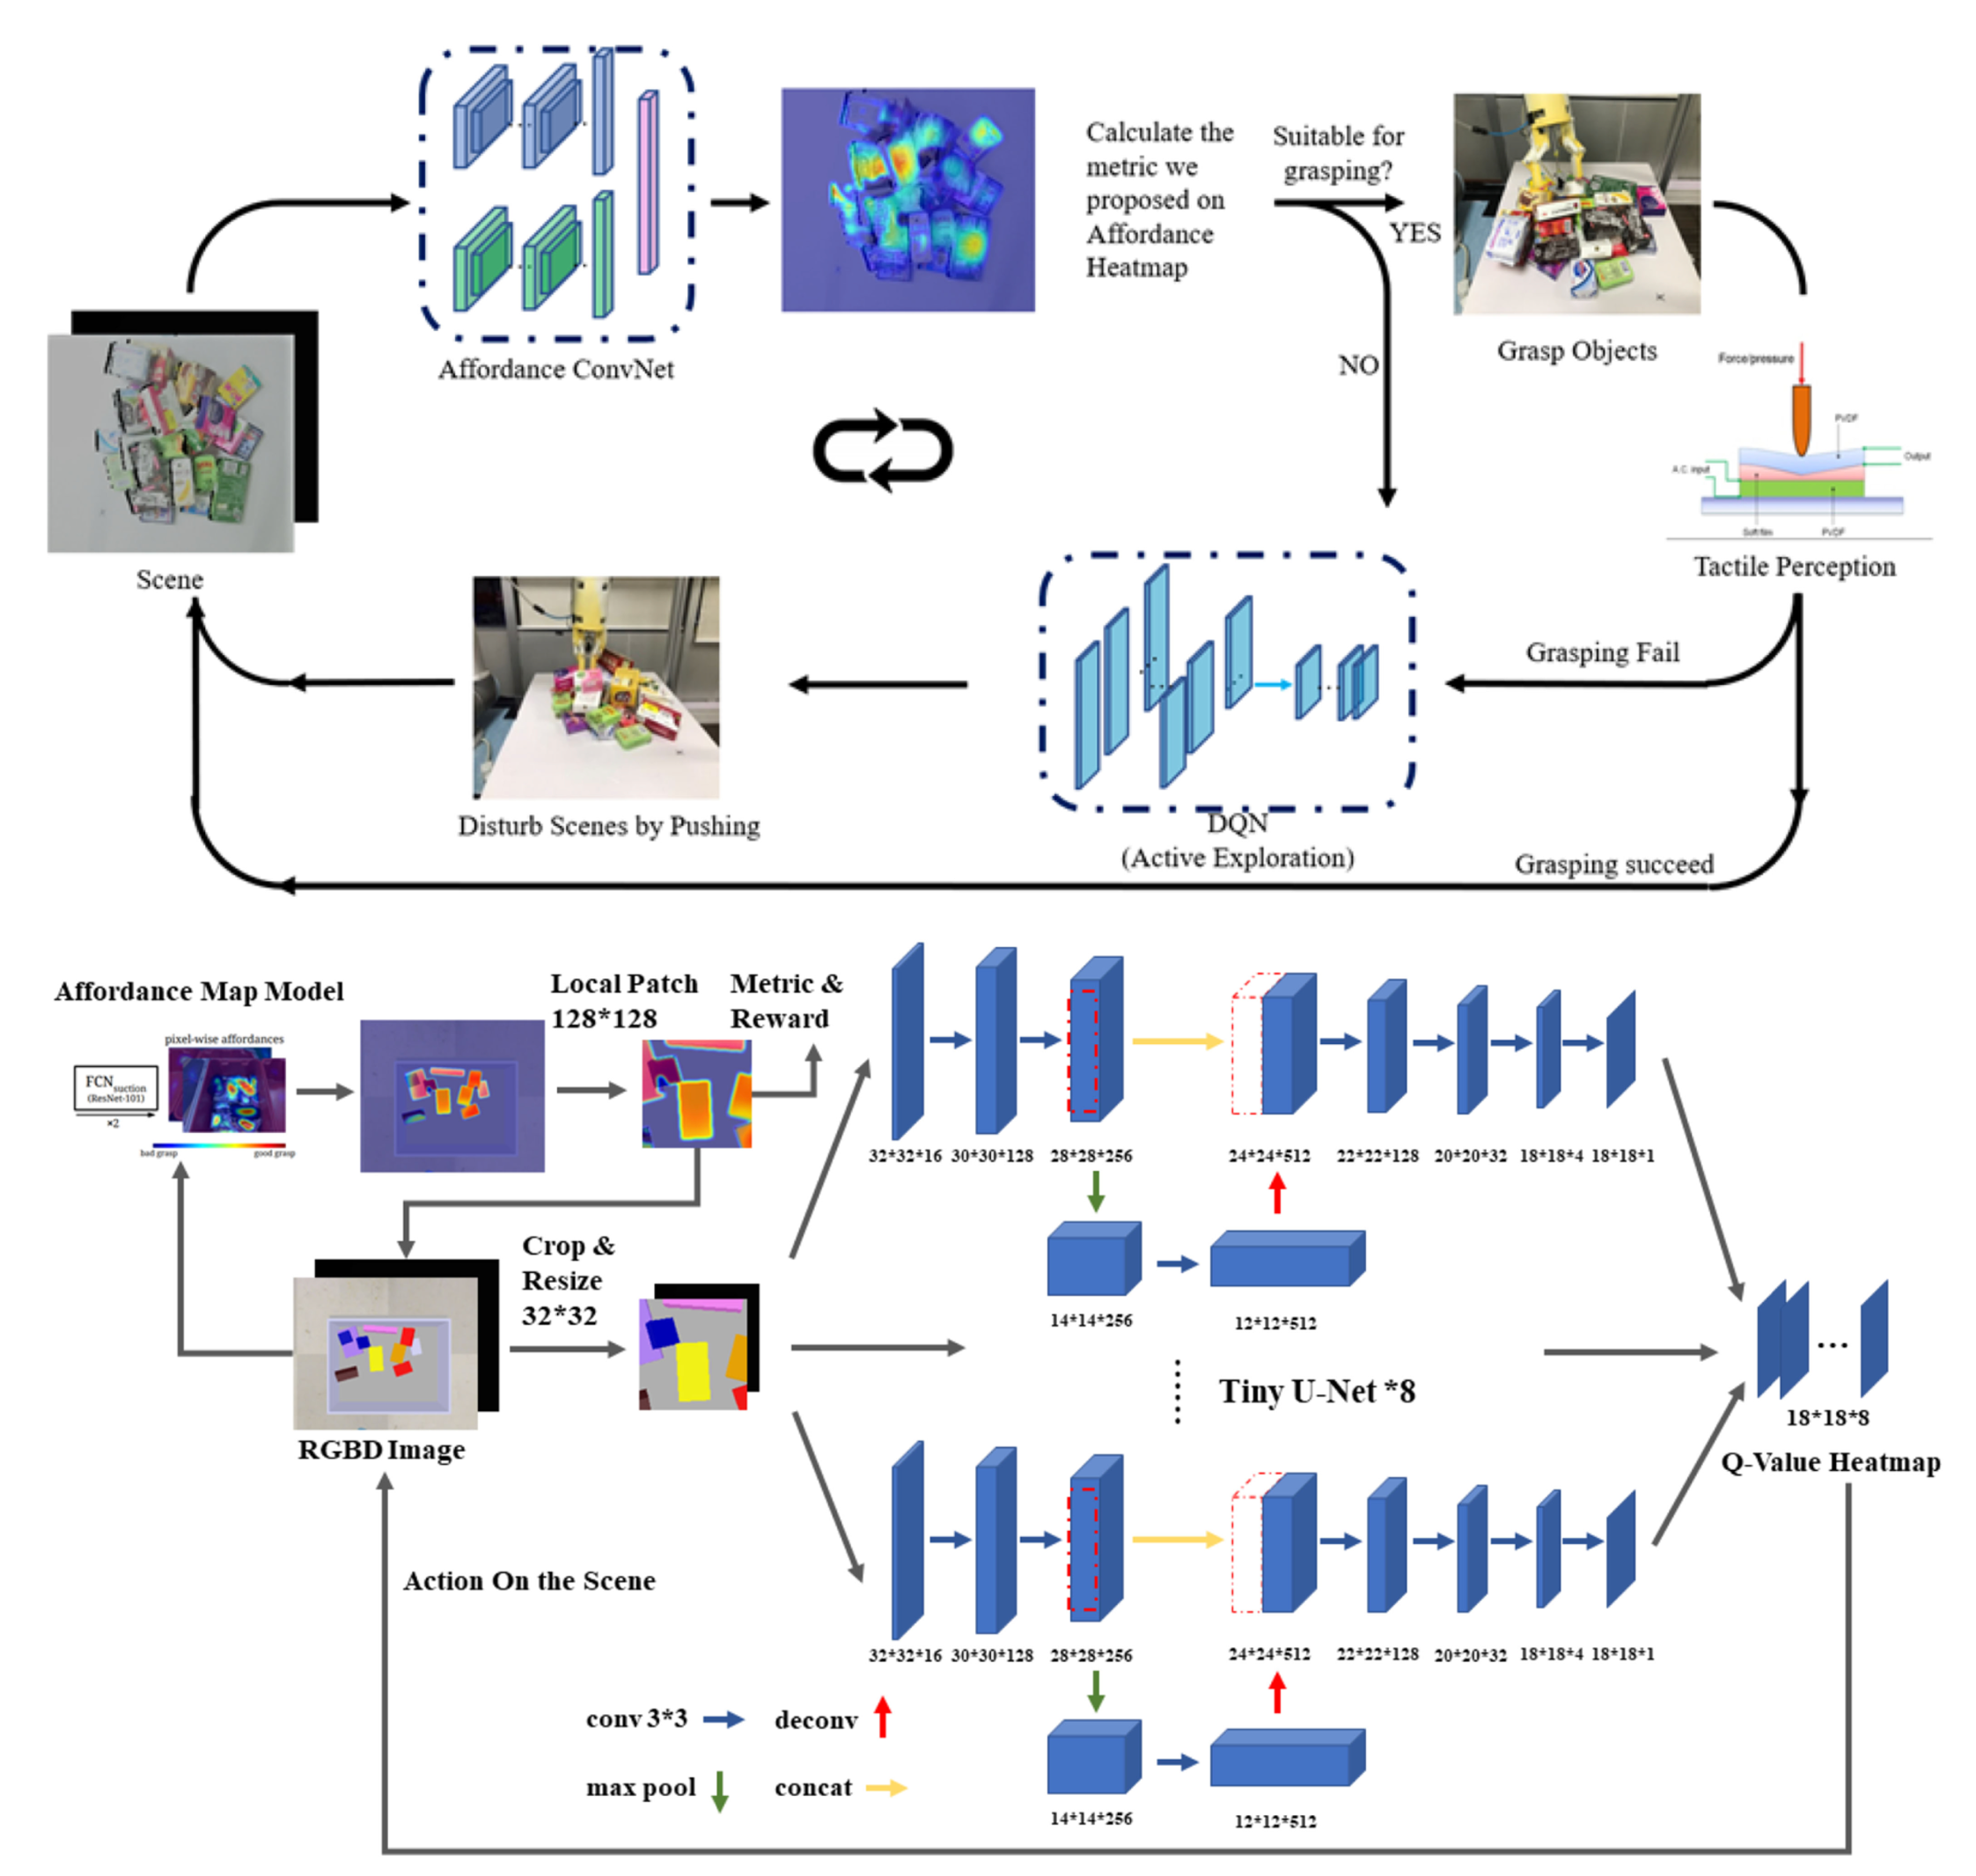 Affordance ConvNet
Calculate the
metric we
proposed on
Affordance
Heatmap
Suitable for
grasping?
YES
NO
Grasp Objects
Force/pressure
PVDF
Output
A.C. input
Soft film
PVDF
Tactile Perception
Scene
Grasping Fail
Disturb Scenes by Pushing
DQN
(Active Exploration)
Grasping succeed
Affordance Map Model
pixel-wise affordances
FCN suction
(ResNet-101)
×2
bad grasp
good grasp
Local Patch
128*128
Metric &
Reward
32*32*16 30*30*128 28*28*256 24*24*512 22*22*128 20*20*32 18*18*4 18*18*1
Crop &
Resize
32*32
14*14*256
12*12*512
RGBD Image
Tiny U-Net *8
18*18*8
Q-Value Heatmap
Action On the Scene
32*32*16 30*30*128 28*28*256 24*24*512 22*22*128 20*20*32 18*18*4 18*18*1
conv 3*3
deconv
max pool
concat
14*14*256
12*12*512